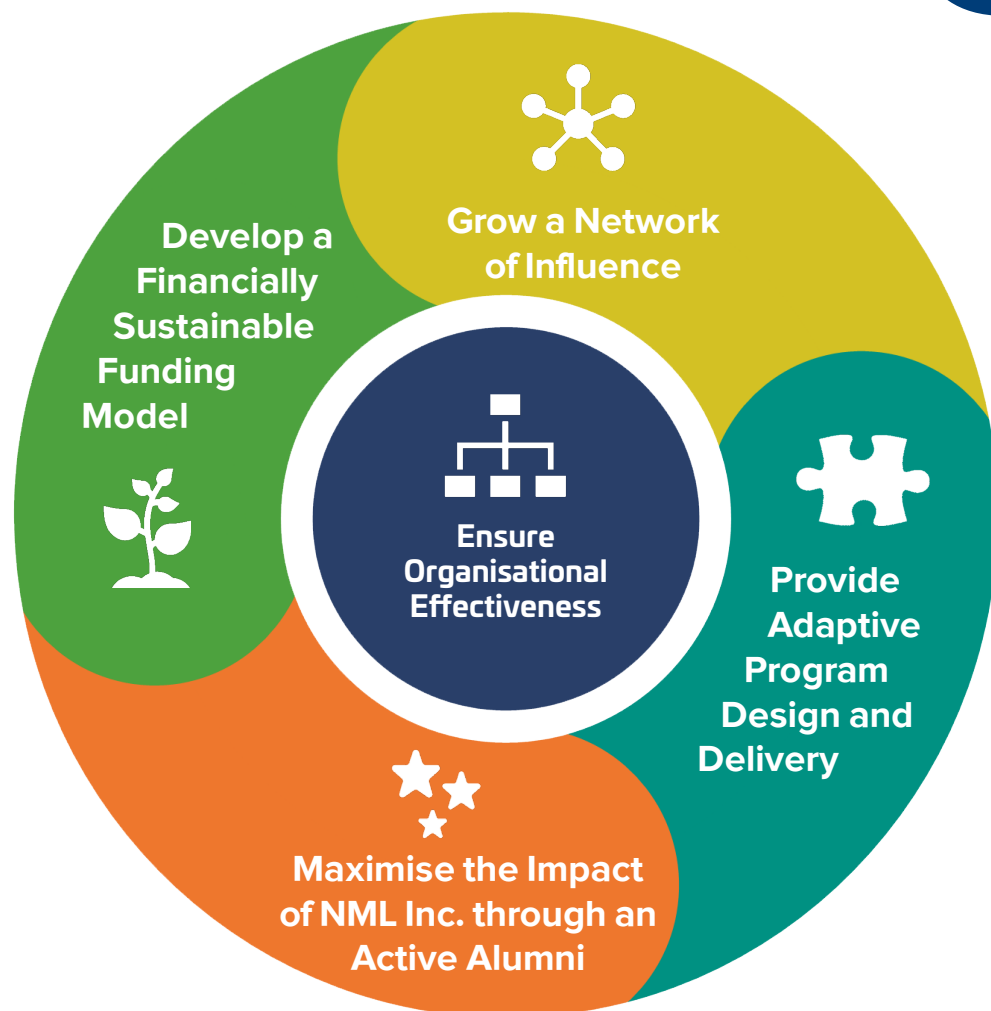 Grow a Network
of Influence
Develop a
Financially
Sustainable
Funding
Model
Ensure
Organisational
Effectiveness
Provide
Adaptive
Program
Design and
Delivery
Maximise the Impact
of NML Inc. through an
Active Alumni